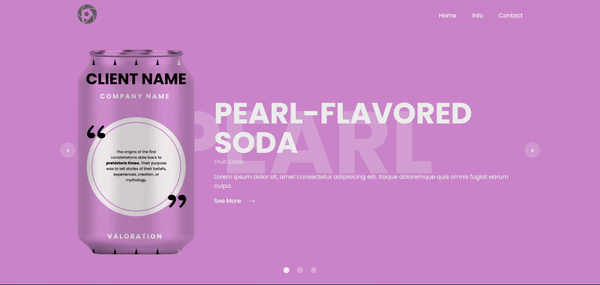 Home Info Contact
CLIENT NAME
COMPANY NAME
“
The origins of the first
constellations date back to
prehistoric times. Their purpose
was to tell stories of their beliefs,
experiences, creation, or
mythology.
”
VALORATION
PEARL
PEARL-FLAVORED
SODA
Fruit Soda
Lorem ipsum dolor sit, amet consectetur adipisicing elit. Itaque doloremque quis omnis fugiat earum
culpa.
See More →